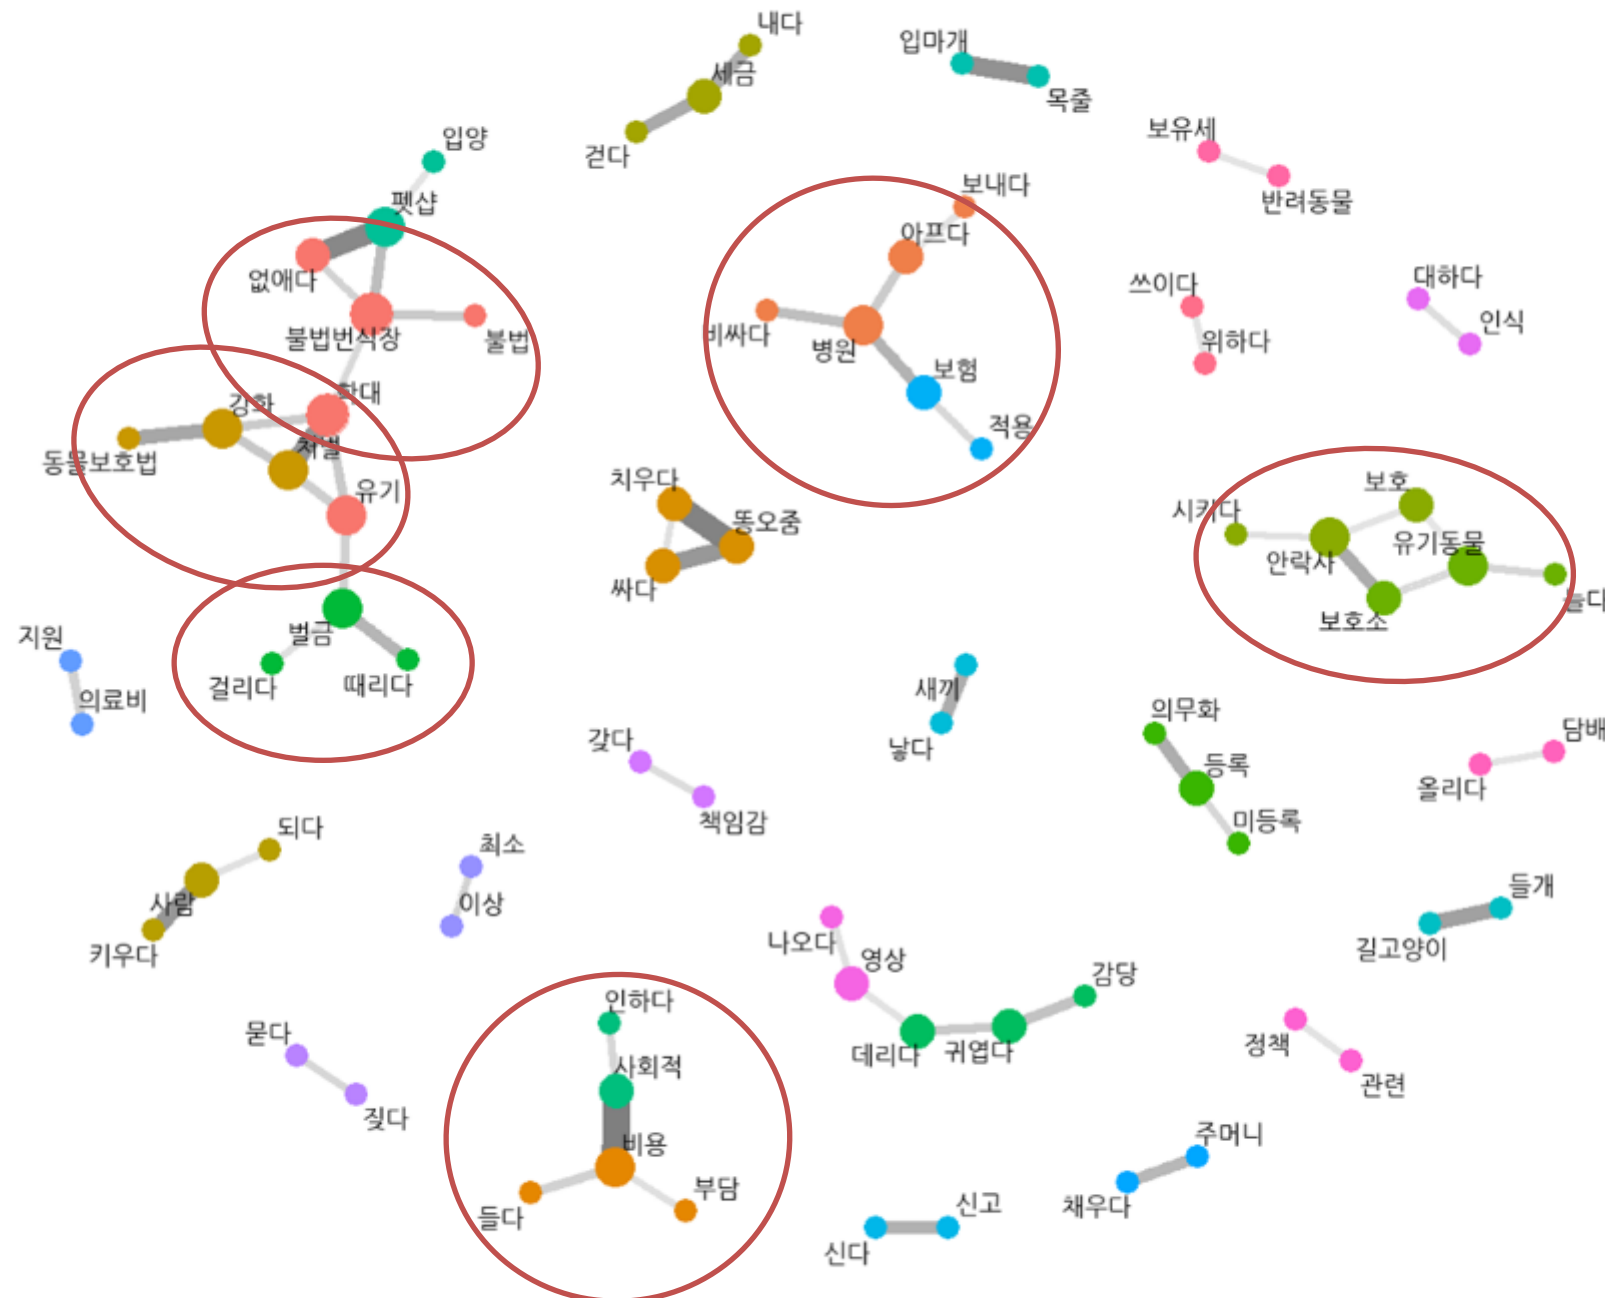 내다
입마개
세금
목줄
걷다
보유세
반려동물
입양
펫샵
없애다
불법번식장
불법
보내다
아프다
비싸다
병원
보험
적용
쓰이다
위하다
대하다
인식
학대
강화
처벌
동물보호법
유기
치우다
똥오줌
싸다
보호
시키다
안락사
유기동물
보호소
늘다
벌금
걸리다
때리다
지원
의료비
새끼
낳다
갖다
책임감
의무화
등록
미등록
담배
올리다
되다
사람
키우다
최소
이상
들개
길고양이
나오다
영상
감당
데리다
귀엽다
인하다
사회적
비용
들다
부담
묻다
짖다
정책
관련
주머니
채우다
신고
신다